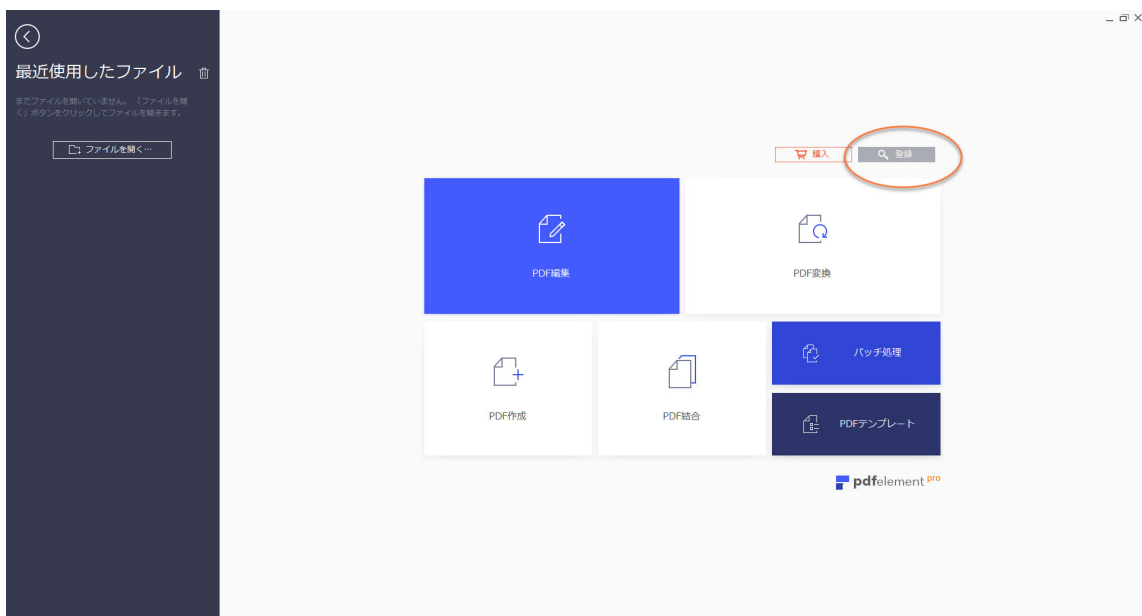 最近使用したファイル
まだファイルを開いていません。「ファイルを開
く」ボタンをクリックしてファイルを開きます。
ファイルを開く…
購入
登録
PDF編集
PDF変換
PDF作成
PDF結合
バッチ処理
PDFテンプレート
pdfelement pro